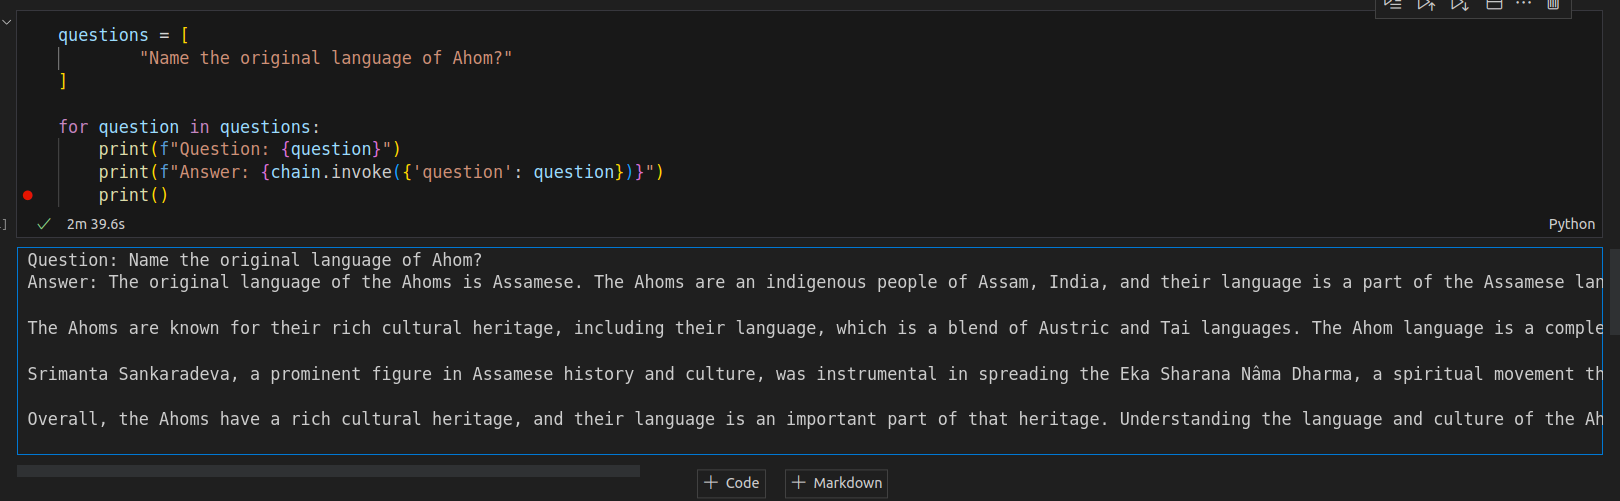 questions = [
"Name the original language of Ahom?"
]
for question in questions:
print(f"Question: {question}")
print(f"Answer: {chain.invoke({'question': question})}")
print()
2m 39.6s
Python
Question: Name the original language of Ahom?
Answer: The original language of the Ahoms is Assamese. The Ahoms are an indigenous people of Assam, India, and their language is a part of the Assamese lan
The Ahoms are known for their rich cultural heritage, including their language, which is a blend of Austric and Tai languages. The Ahom language is a comple
Srimanta Sankaradeva, a prominent figure in Assamese history and culture, was instrumental in spreading the Eka Sharana Nâma Dharma, a spiritual movement th
Overall, the Ahoms have a rich cultural heritage, and their language is an important part of that heritage. Understanding the language and culture of the Ah
+ Code + Markdown